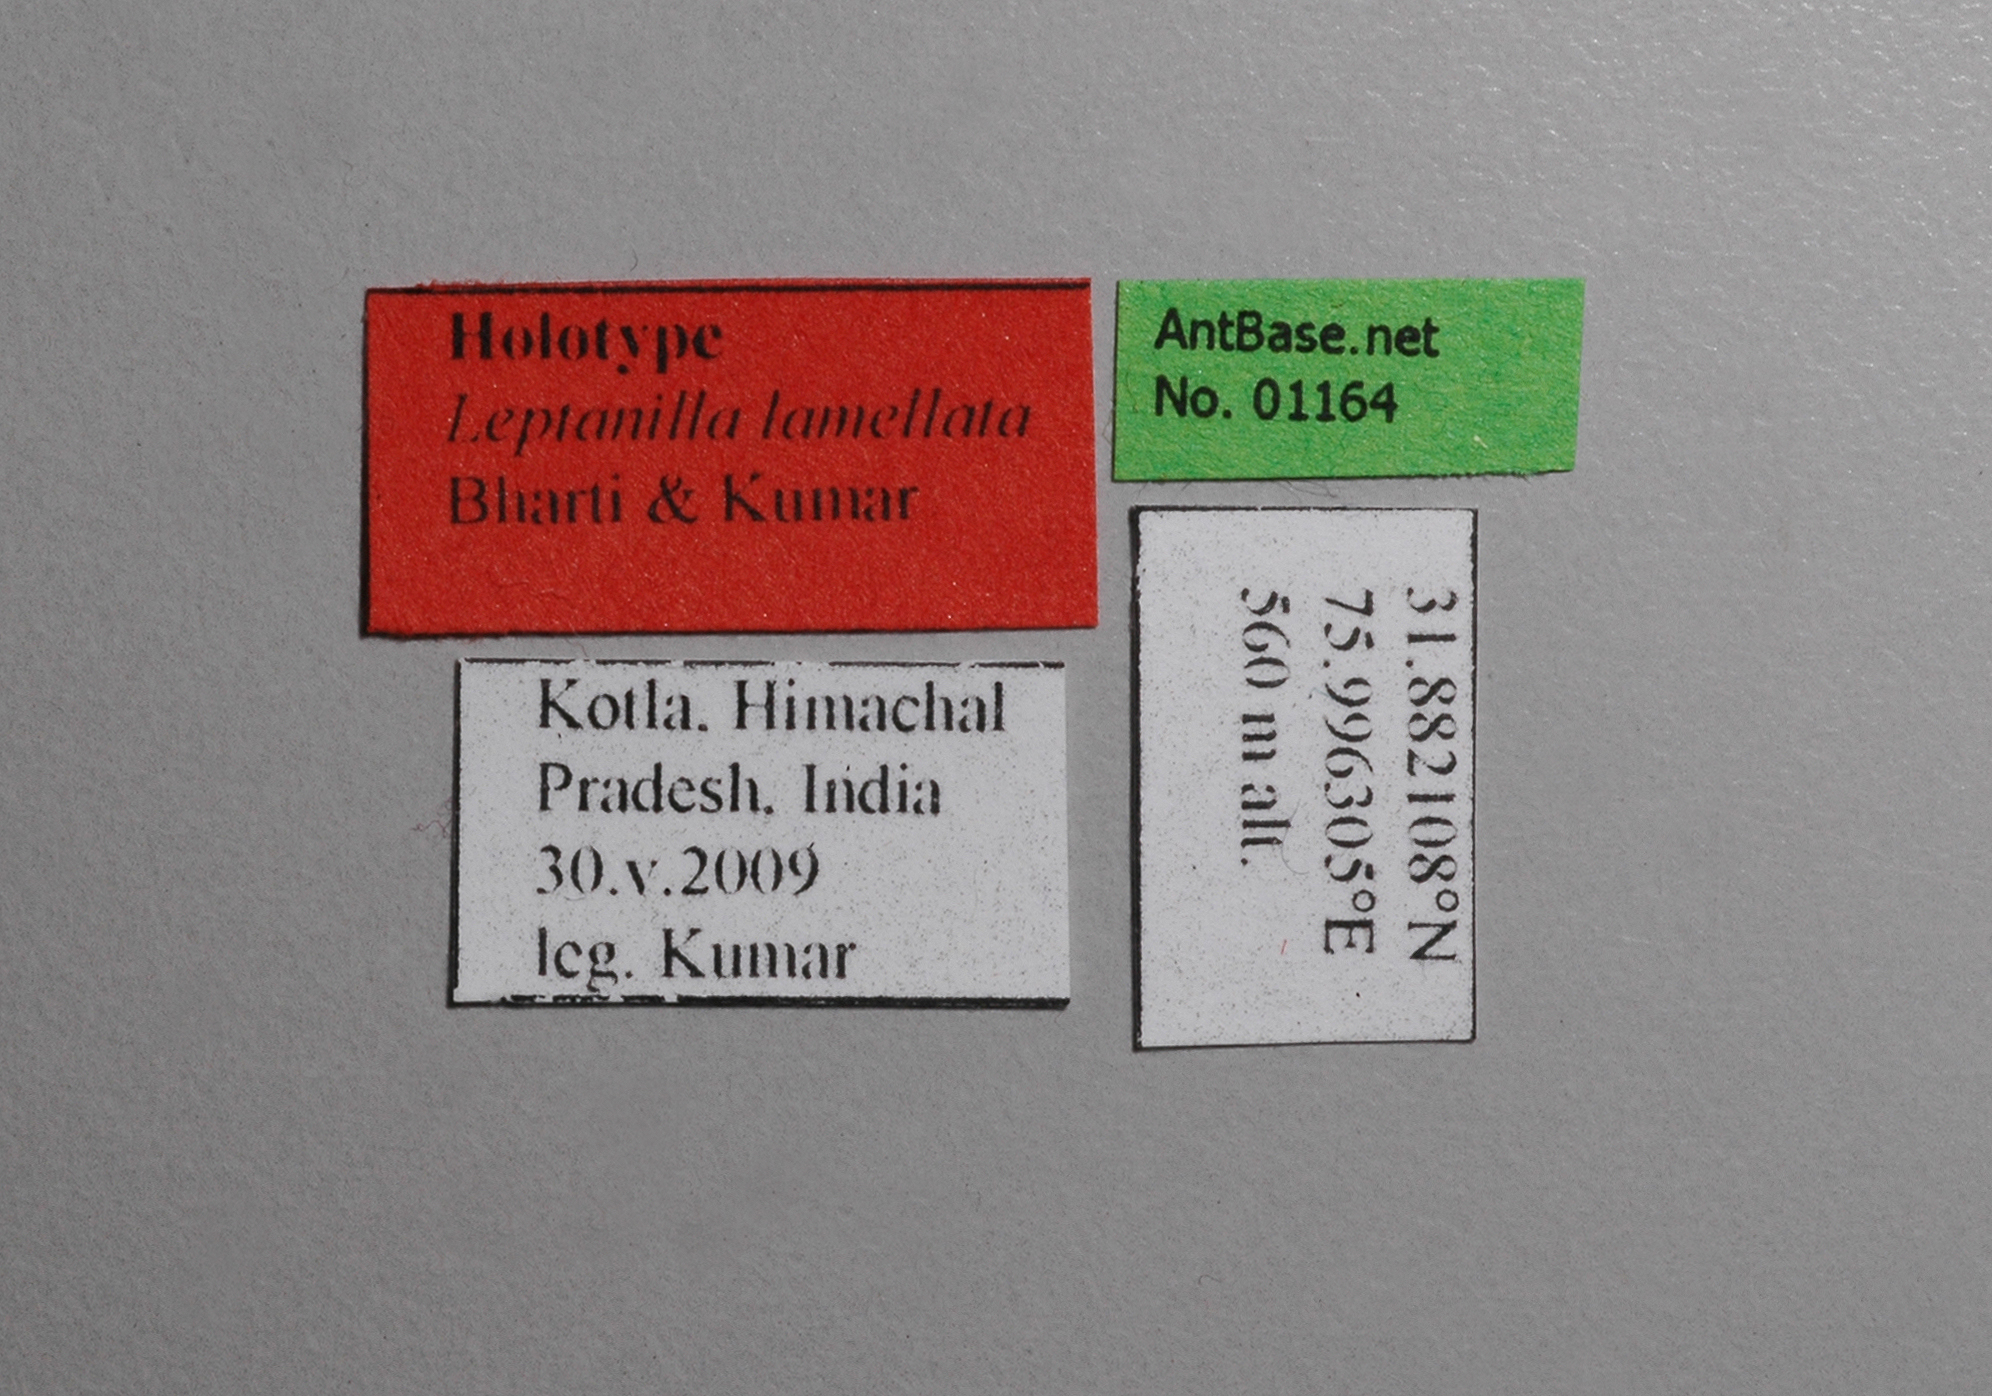 Holotype
Leptanilla lamellata
Bharti & Kumar
AntBase.net
No. 01164
Kotla, Himachal
Pradesh, India
30.v.2009
leg. Kumar
31.882108°N
75.996305°E
560 m alt.